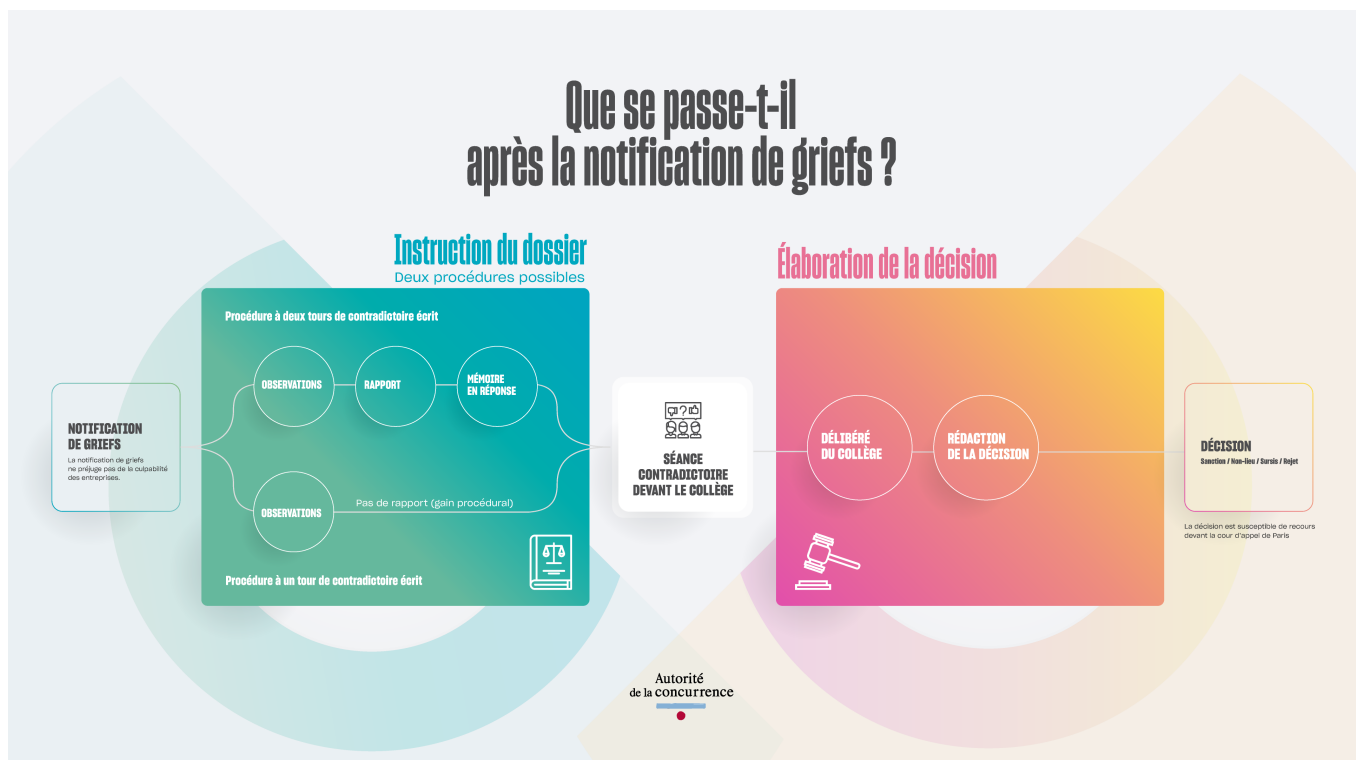 Que se passe-t-il
après la notification de griefs ?
Instruction du dossier
Deux procédures possibles
Élaboration de la décision
Procédure à deux tours de contradictoire écrit
OBSERVATIONS
RAPPORT
MÉMOIRE
EN RÉPONSE
NOTIFICATION
DE GRIEFS
La notification de griefs
ne préjuge pas de la culpabilité
des entreprises.
OBSERVATIONS
Pas de rapport (gain procédural)
Procédure à un tour de contradictoire écrit
SÉANCE
CONTRADICTOIRE
DEVANT LE COLLÈGE
DÉLIBÉRÉ
DU COLLÈGE
RÉDACTION
DE LA DÉCISION
DÉCISION
Sanction / Non-lieu / Sursis / Rejet
La décision est susceptible de recours
devant la cour d'appel de Paris
Autorité
de la concurrence